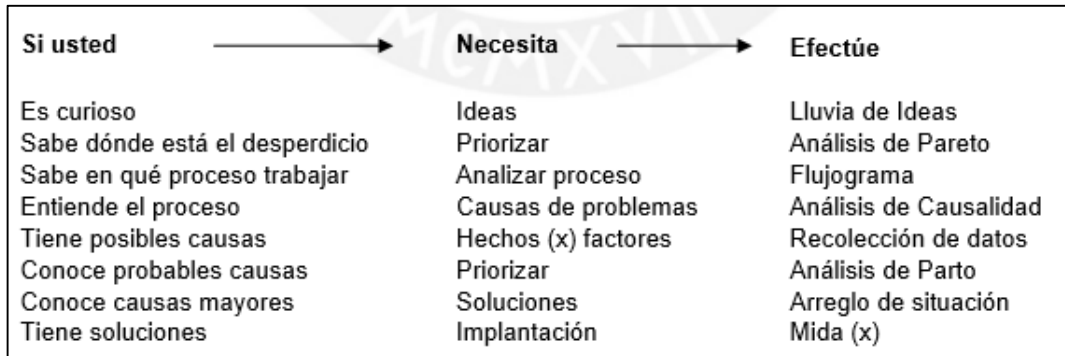 MCMXVII
Si usted Necesita Efectúe
Es curioso Ideas Lluvia de Ideas
Sabe dónde está el desperdicio Priorizar Análisis de Pareto
Sabe en qué proceso trabajar Analizar proceso Flujograma
Entiende el proceso Causas de problemas Análisis de Causalidad
Tiene posibles causas Hechos (x) factores Recolección de datos
Conoce probables causas Priorizar Análisis de Parto
Conoce causas mayores Soluciones Arreglo de situación
Tiene soluciones Implantación Mida (x)